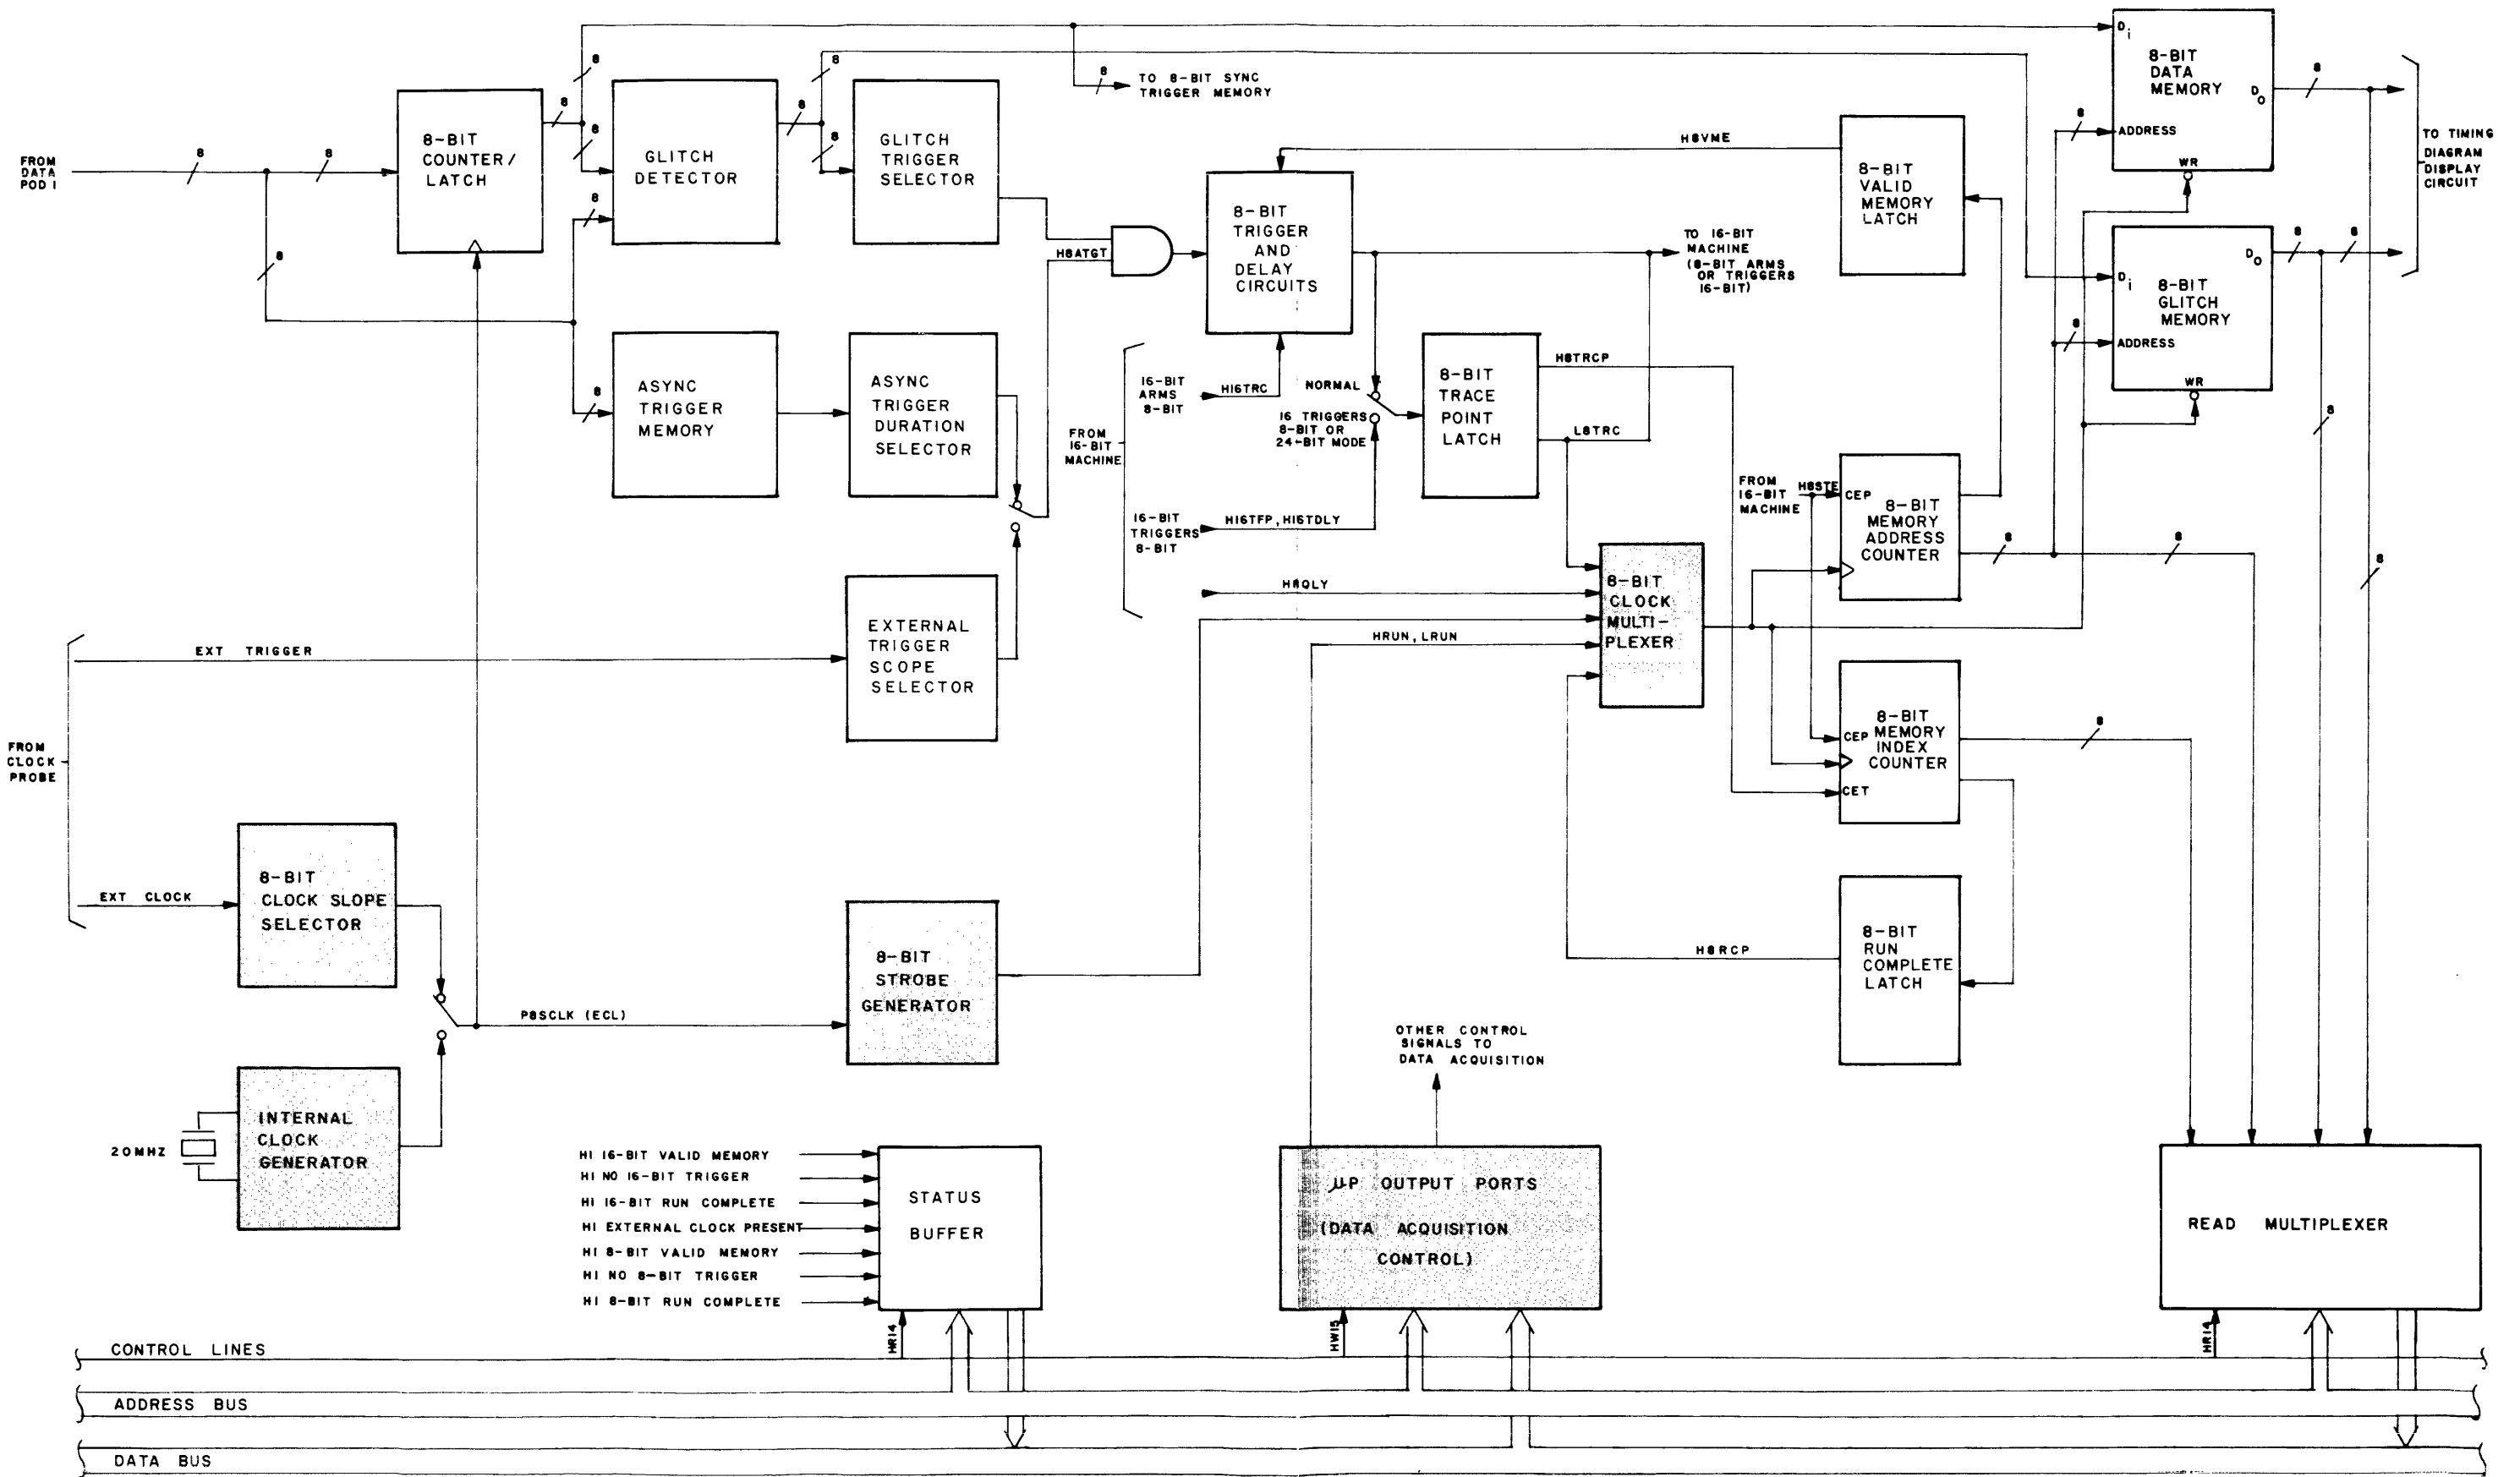 FROM
DATA
POD 1
8
8
8
8-BIT
COUNTER/
LATCH
8
8
8
8
GLITCH
DETECTOR
8
8
8
GLITCH
TRIGGER
SELECTOR
8
TO 8-BIT SYNC
TRIGGER MEMORY
H8ATGT
8-BIT
TRIGGER
AND
DELAY
CIRCUITS
H8VME
8-BIT
VALID
MEMORY
LATCH
TO 16-BIT
MACHINE
(8-BIT ARMS
OR TRIGGERS
16-BIT)
Di
8-BIT
DATA
MEMORY
Do
8
8
ADDRESS
WR
TO TIMING
DIAGRAM
DISPLAY
CIRCUIT
Di
8-BIT
GLITCH
MEMORY
Do
8
8
8
ADDRESS
WR
8
8
8
ASYNC
TRIGGER
MEMORY
ASYNC
TRIGGER
DURATION
SELECTOR
FROM
16-BIT
MACHINE
16-BIT
ARMS
8-BIT
H16TRC
NORMAL
16 TRIGGERS
8-BIT OR
24-BIT MODE
8-BIT
TRACE
POINT
LATCH
H8TRCP
L8TRC
16-BIT
TRIGGERS
8-BIT
H16TFP, H16TDLY
FROM
16-BIT
MACHINE
H8STE
CEP
8-BIT
MEMORY
ADDRESS
COUNTER
8
8
H8QLY
HRUN, LRUN
8-BIT
CLOCK
MULTI-
PLEXER
EXTERNAL
TRIGGER
SCOPE
SELECTOR
EXT TRIGGER
FROM
CLOCK
PROBE
CEP
CET
8-BIT
MEMORY
INDEX
COUNTER
8
EXT CLOCK
8-BIT
CLOCK SLOPE
SELECTOR
8-BIT
STROBE
GENERATOR
P8SCLK (ECL)
H8RCP
8-BIT
RUN
COMPLETE
LATCH
20MHZ
INTERNAL
CLOCK
GENERATOR
OTHER CONTROL
SIGNALS TO
DATA ACQUISITION
HI 16-BIT VALID MEMORY
HI NO 16-BIT TRIGGER
HI 16-BIT RUN COMPLETE
HI EXTERNAL CLOCK PRESENT
HI 8-BIT VALID MEMORY
HI NO 8-BIT TRIGGER
HI 8-BIT RUN COMPLETE
STATUS
BUFFER
μP OUTPUT PORTS
(DATA ACQUISITION
CONTROL)
READ MULTIPLEXER
HR14
HW15
HR14
CONTROL LINES
ADDRESS BUS
DATA BUS